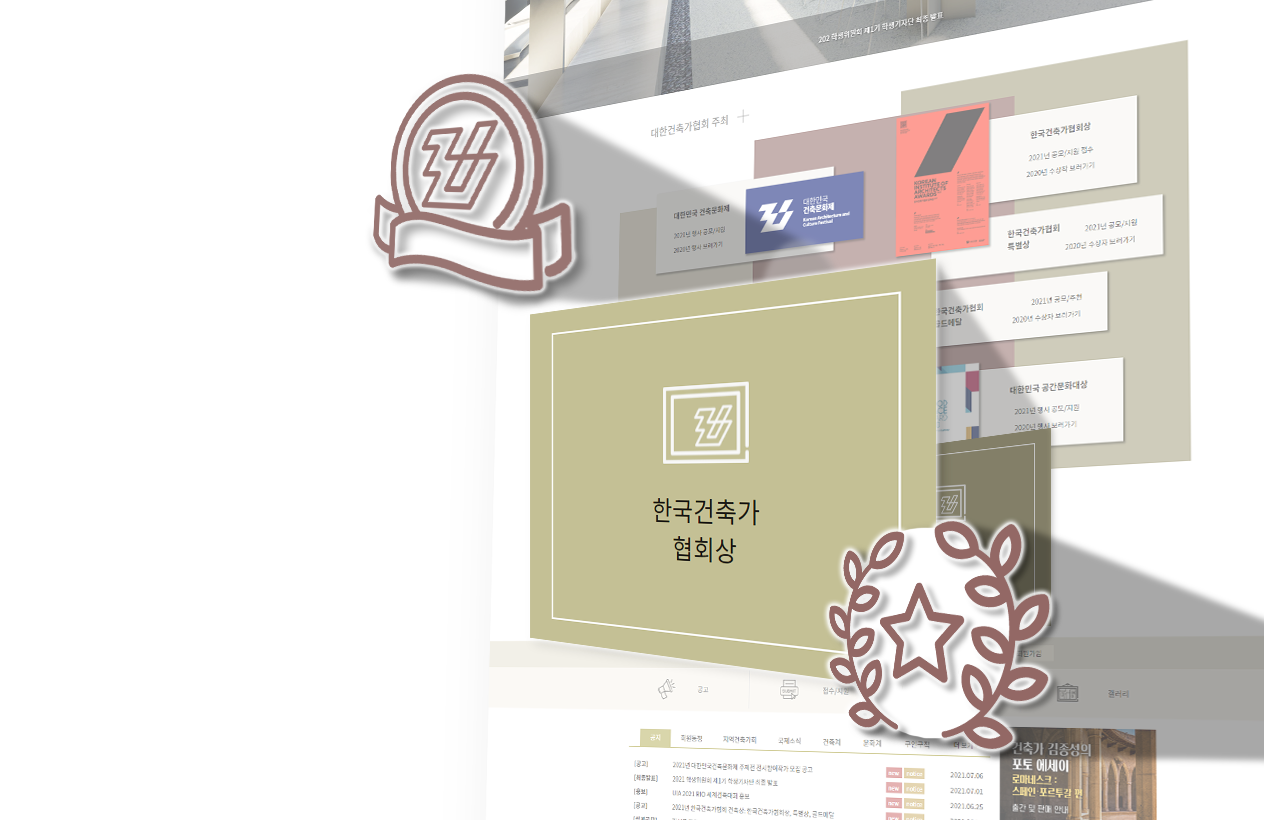 202 학생위원회 제1기 학생기자단 최종 발표
대한건축가협회 주최
대한민국 건축문화제
2021년 행사 공모/지원
2020년 행사 보러가기
대한민국
건축문화제
Korean Architecture and
Culture Festival
KOREAN
INSTITUTE OF
ARCHITECTS
AWARDS
한국건축가협회상
2021년 공모/지원 접수
2020년 수상작 보러가기
한국건축가협회
특별상
2021년 공모/지원
2020년 수상자 보러가기
한국건축가협회
골드메달
2021년 공모/추천
2020년 수상자 보러가기
대한민국 공간문화대상
2021년 행사 공모/지원
2020년 행사 보러가기
한국건축가
협회상
공고
접수/지원
갤러리
공지
회원동정
지역건축가회
국제소식
건축계
문화계
구인구직
더 보기
[공고] 2021년 대한민국건축문화제 주제전 전시참여작가 모집 공고 new notice 2021.07.06
[최종발표] 2021 학생위원회 제1기 학생기자단 최종 발표 new notice 2021.07.01
[홍보] UIA 2021 RIO 세계건축대회 홍보 new notice 2021.06.25
[공고] 2021년 한국건축가협회 건축상- 한국건축가협회상, 특별상, 골드메달 new notice
건축가 김종성의
포토 에세이
로마네스크 :
스페인·포르투갈 편
출간 및 판매 안내